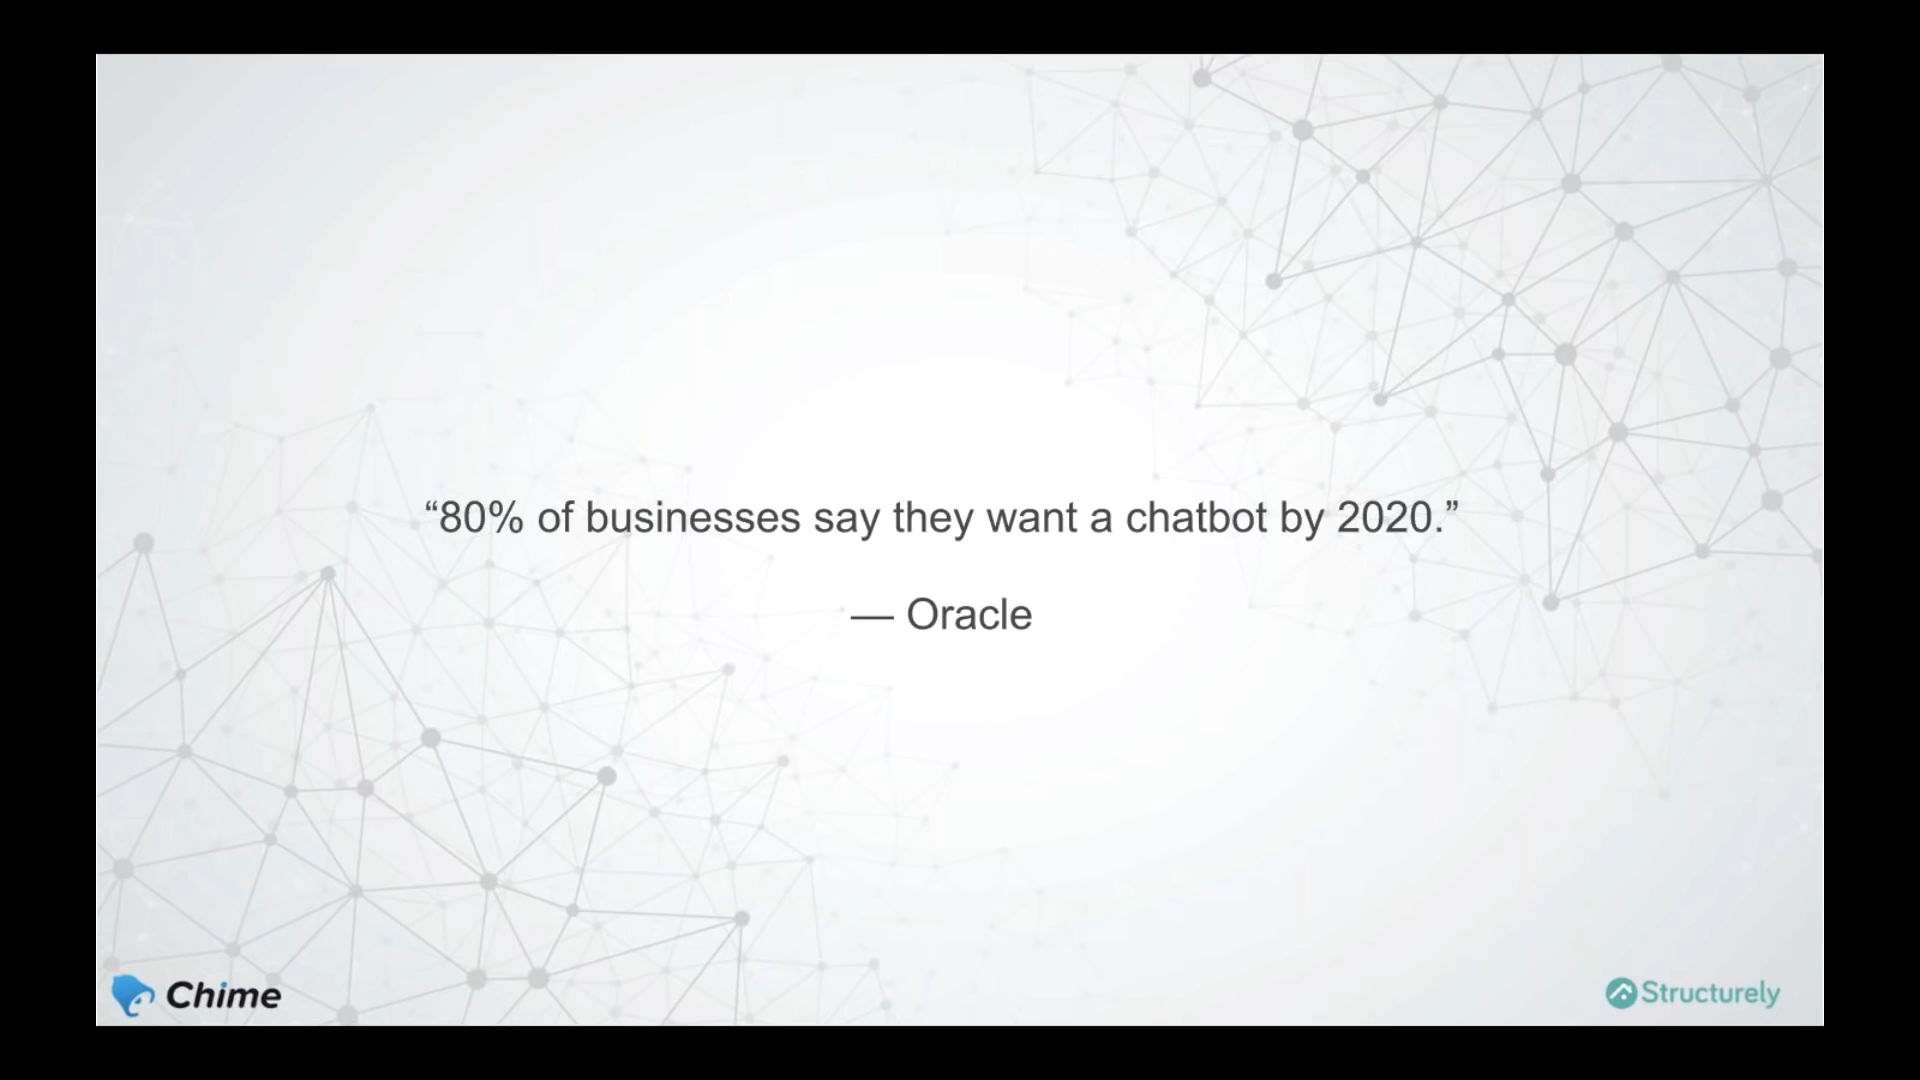 “80% of businesses say they want a chatbot by 2020.”
— Oracle
Chime
Structurely